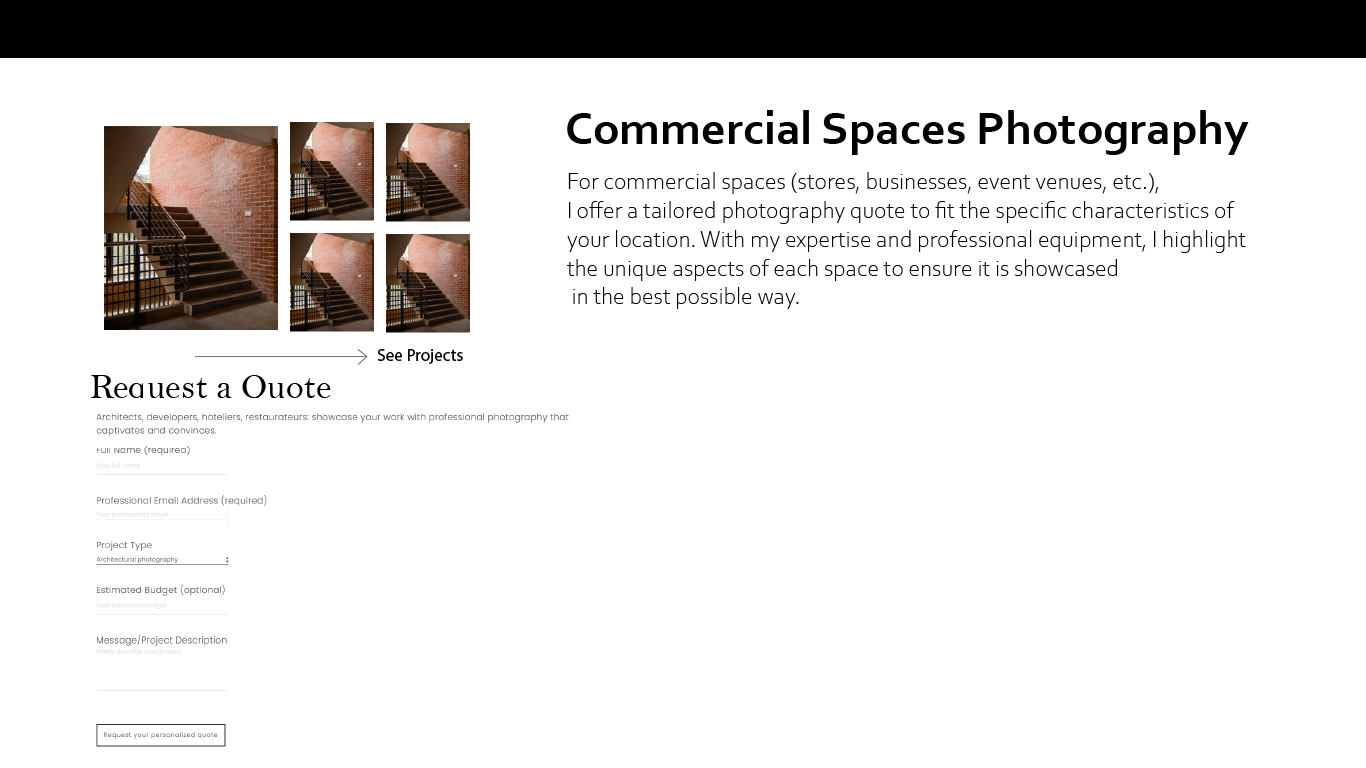 Commercial Spaces Photography
For commercial spaces (stores, businesses, event venues, etc.),
I offer a tailored photography quote to fit the specific characteristics of
your location. With my expertise and professional equipment, I highlight
the unique aspects of each space to ensure it is showcased
in the best possible way.
See Projects
Request a Quote
Architects, developers, hoteliers, restaurateurs: showcase your work with professional photography that
captivates and convinces.
Full Name (required)
Your full name
Professional Email Address (required)
Your professional email
Project Type
Architectural photography
Estimated Budget (optional)
Your estimated budget
Message/Project Description
Briefly describe your project
Request your personalized quote